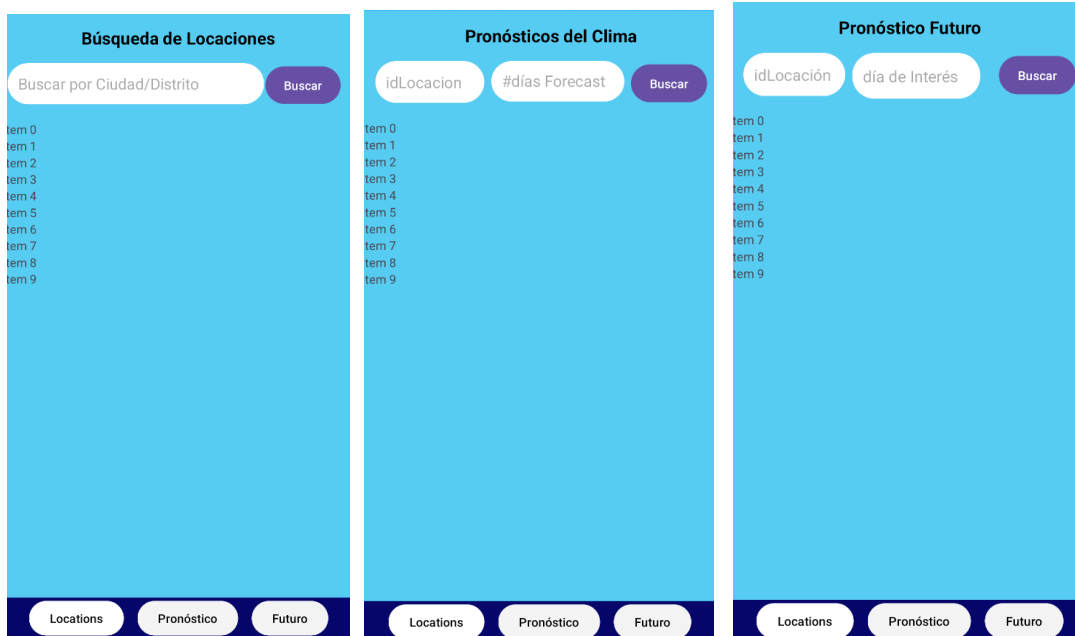 Búsqueda de Locaciones
Buscar por Ciudad/Distrito
Buscar
tem 0
tem 1
tem 2
tem 3
tem 4
tem 5
tem 6
tem 7
tem 8
tem 9
Locations
Pronóstico
Futuro
Pronósticos del Clima
idLocacion
#días Forecast
Buscar
tem 0
tem 1
tem 2
tem 3
tem 4
tem 5
tem 6
tem 7
tem 8
tem 9
Locations
Pronóstico
Futuro
Pronóstico Futuro
idLocación
día de Interés
Buscar
tem 0
tem 1
tem 2
tem 3
tem 4
tem 5
tem 6
tem 7
tem 8
tem 9
Locations
Pronóstico
Futuro